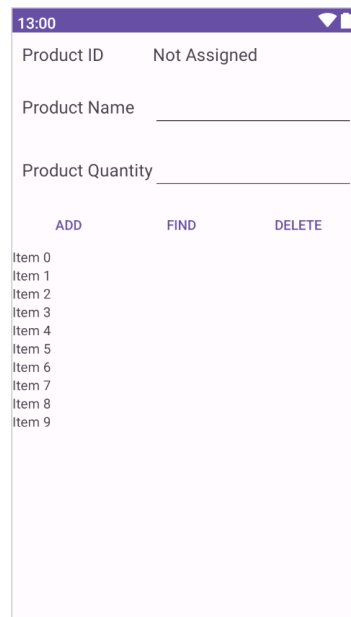 13:00
Product ID Not Assigned
Product Name
Product Quantity
ADD FIND DELETE
Item 0
Item 1
Item 2
Item 3
Item 4
Item 5
Item 6
Item 7
Item 8
Item 9